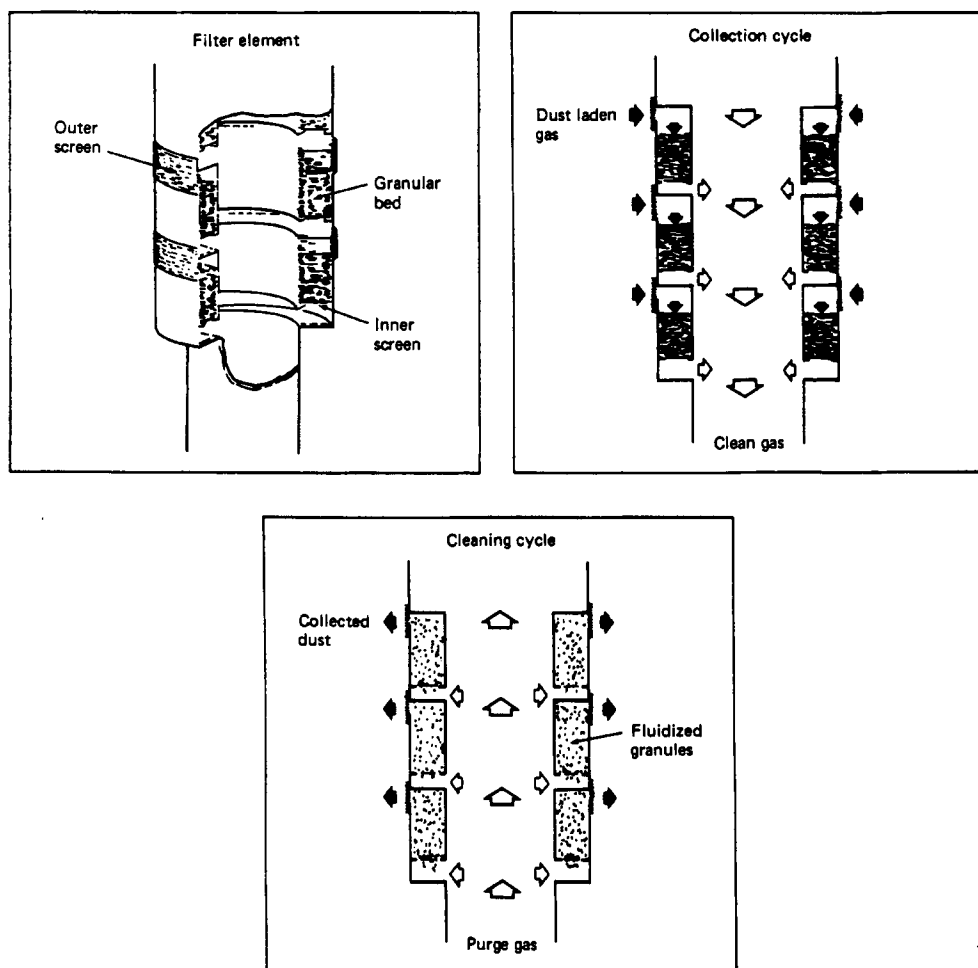 Filter element
Outer
screen
Granular
bed
Inner
screen
Collection cycle
Dust laden
gas
Clean gas
Cleaning cycle
Collected
dust
Fluidized
granules
Purge gas